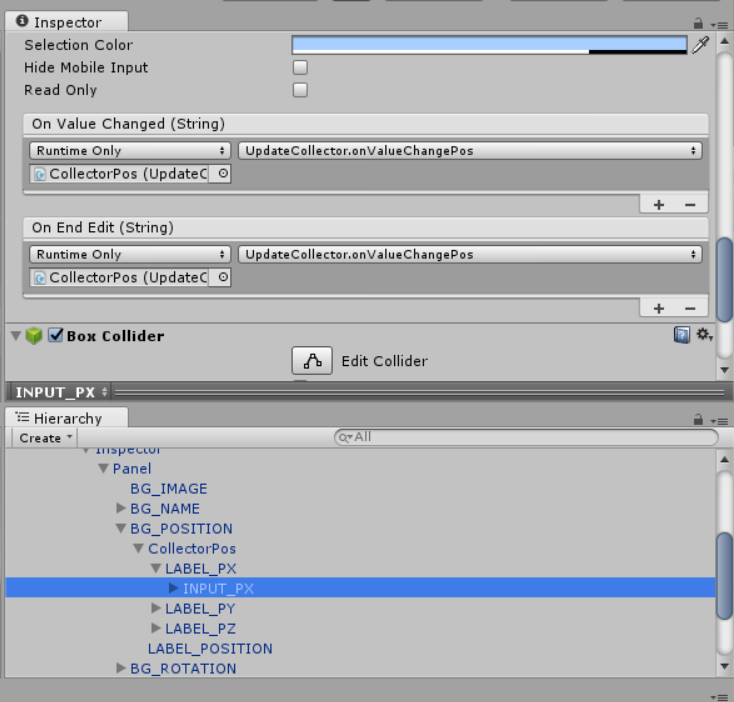 Inspector
Selection Color
Hide Mobile Input
Read Only
On Value Changed (String)
Runtime Only UpdateCollector.onValueChangePos
CollectorPos (UpdateC
On End Edit (String)
Runtime Only UpdateCollector.onValueChangePos
CollectorPos (UpdateC
Box Collider
Edit Collider
INPUT_PX
Hierarchy
Create All
Inspector
Panel
BG_IMAGE
BG_NAME
BG_POSITION
CollectorPos
LABEL_PX
INPUT_PX
LABEL_PY
LABEL_PZ
LABEL_POSITION
BG_ROTATION